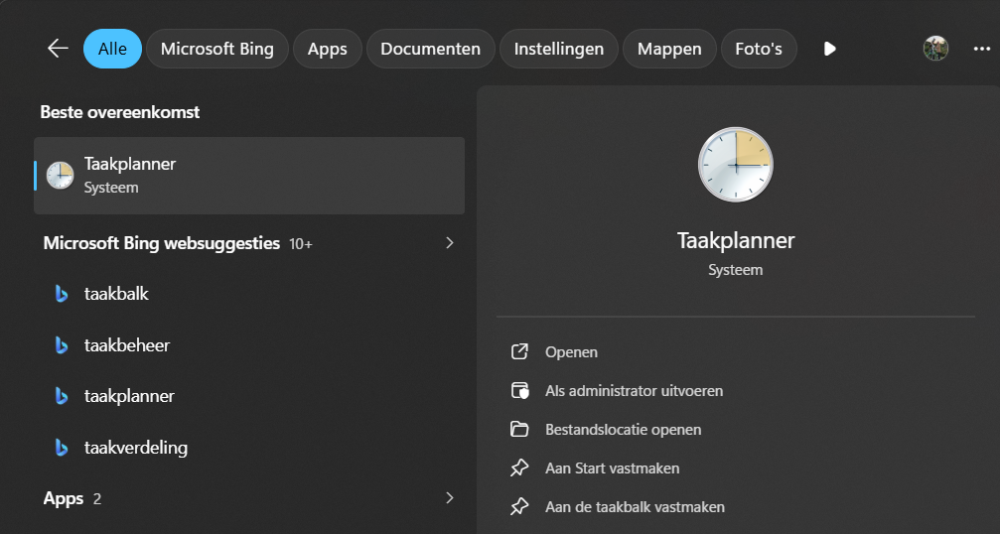 Alle Microsoft Bing Apps Documenten Instellingen Mappen Foto's
Beste overeenkomst
Taakplanner
Systeem
Microsoft Bing websuggesties 10+
taakbalk
taakbeheer
taakplanner
taakverdeling
Apps 2
Taakplanner
Systeem
Openen
Als administrator uitvoeren
Bestandslocatie openen
Aan Start vastmaken
Aan de taakbalk vastmaken